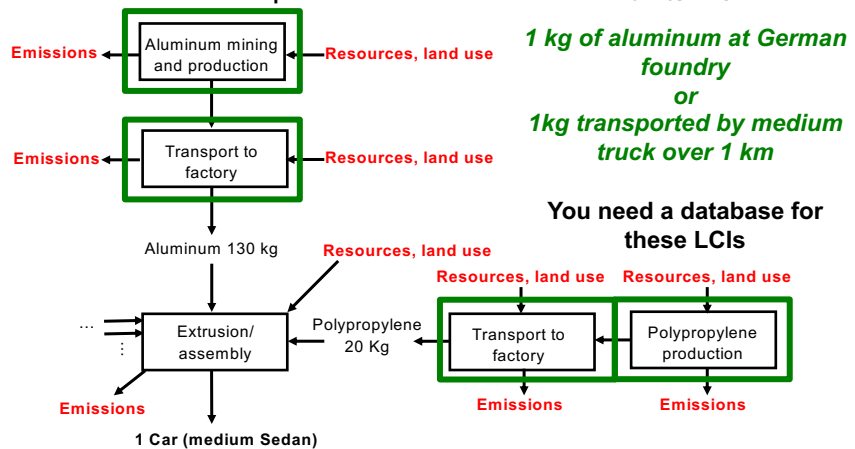 Emissions
Aluminum mining
and production
Resources, land use
1 kg of aluminum at German
foundry
or
1kg transported by medium
truck over 1 km
Emissions
Transport to
factory
Resources, land use
You need a database for
these LCIs
Aluminum 130 kg
Resources, land use
Resources, land use
Resources, land use
...
...
Extrusion/
assembly
Polypropylene
20 Kg
Transport to
factory
Polypropylene
production
Emissions
Emissions
Emissions
1 Car (medium Sedan)